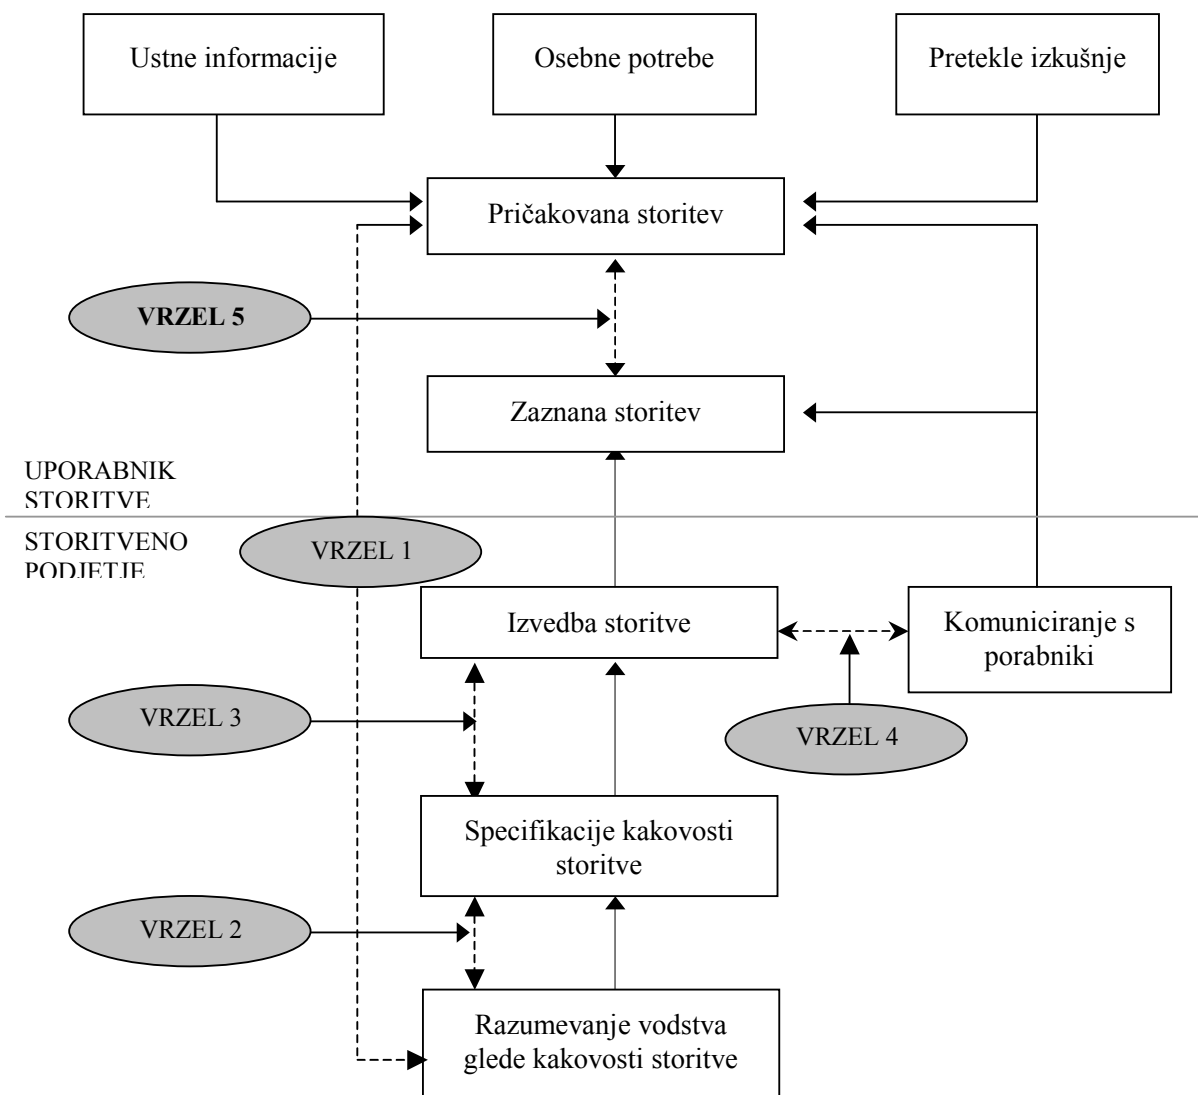 Ustne informacije
Osebne potrebe
Pretekle izkušnje
Pričakovana storitev
VRZEL 5
Zaznana storitev
UPORABNIK
STORITVE
STORITVENO
PODJETJE
VRZEL 1
Izvedba storitve
Komuniciranje s
porabniki
VRZEL 3
VRZEL 4
Specifikacije kakovosti
storitve
VRZEL 2
Razumevanje vodstva
glede kakovosti storitve